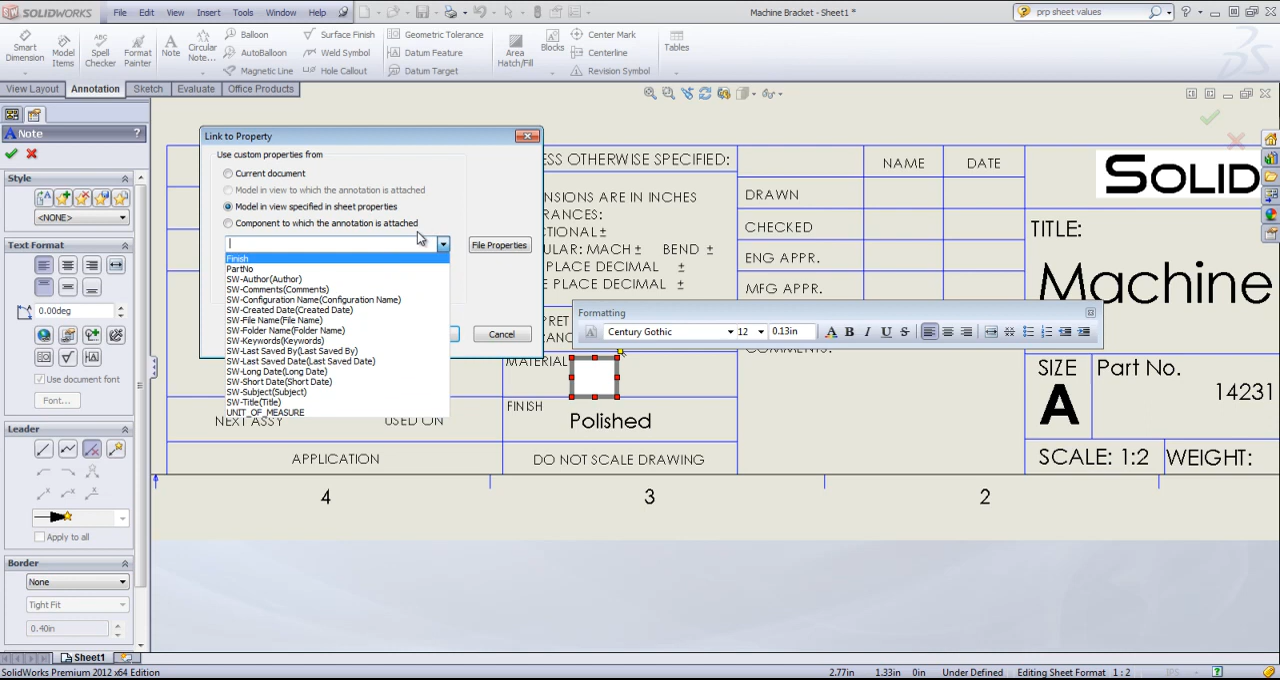 SOLIDWORKS
File Edit View Insert Tools Window Help
Machine Bracket - Sheet1 *
prp sheet values
Smart Dimension
Model Items
Spell Checker
Format Painter
Note
Circular Note...
Balloon
AutoBalloon
Magnetic Line
Surface Finish
Weld Symbol
Hole Callout
Geometric Tolerance
Datum Feature
Datum Target
Area Hatch/Fill
Blocks
Center Mark
Centerline
Revision Symbol
Tables
View Layout Annotation Sketch Evaluate Office Products
Note ?
Style
<NONE>
Text Format
0.00deg
Use document font
Font...
Leader
Apply to all
Border
None
Tight Fit
0.40in
Link to Property
Use custom properties from
Current document
Model in view to which the annotation is attached
Model in view specified in sheet properties
Component to which the annotation is attached
File Properties
Cancel
Finish
PartNo
SW-Author(Author)
SW-Comments(Comments)
SW-Configuration Name(Configuration Name)
SW-Created Date(Created Date)
SW-File Name(File Name)
SW-Folder Name(Folder Name)
SW-Keywords(Keywords)
SW-Last Saved By(Last Saved By)
SW-Last Saved Date(Last Saved Date)
SW-Long Date(Long Date)
SW-Short Date(Short Date)
SW-Subject(Subject)
SW-Title(Title)
UNIT_OF_MEASURE
Formatting
Century Gothic 12 0.13in
SS OTHERWISE SPECIFIED:
NSIONS ARE IN INCHES
RANCES:
CTIONAL ±
ULAR: MACH ± BEND ±
PLACE DECIMAL ±
PLACE DECIMAL ±
MATERIAL
FINISH
Polished
DO NOT SCALE DRAWING
NEXT ASSY USED ON
APPLICATION
NAME DATE
DRAWN
CHECKED
ENG APPR.
MFG APPR.
COMMENTS:
SOLID
TITLE:
Machine
SIZE
A
Part No.
14231
SCALE: 1:2 WEIGHT:
4 3 2
Sheet1
SolidWorks Premium 2012 x64 Edition
2.77in 1.33in 0in Under Defined Editing Sheet Format 1 : 2 IPS